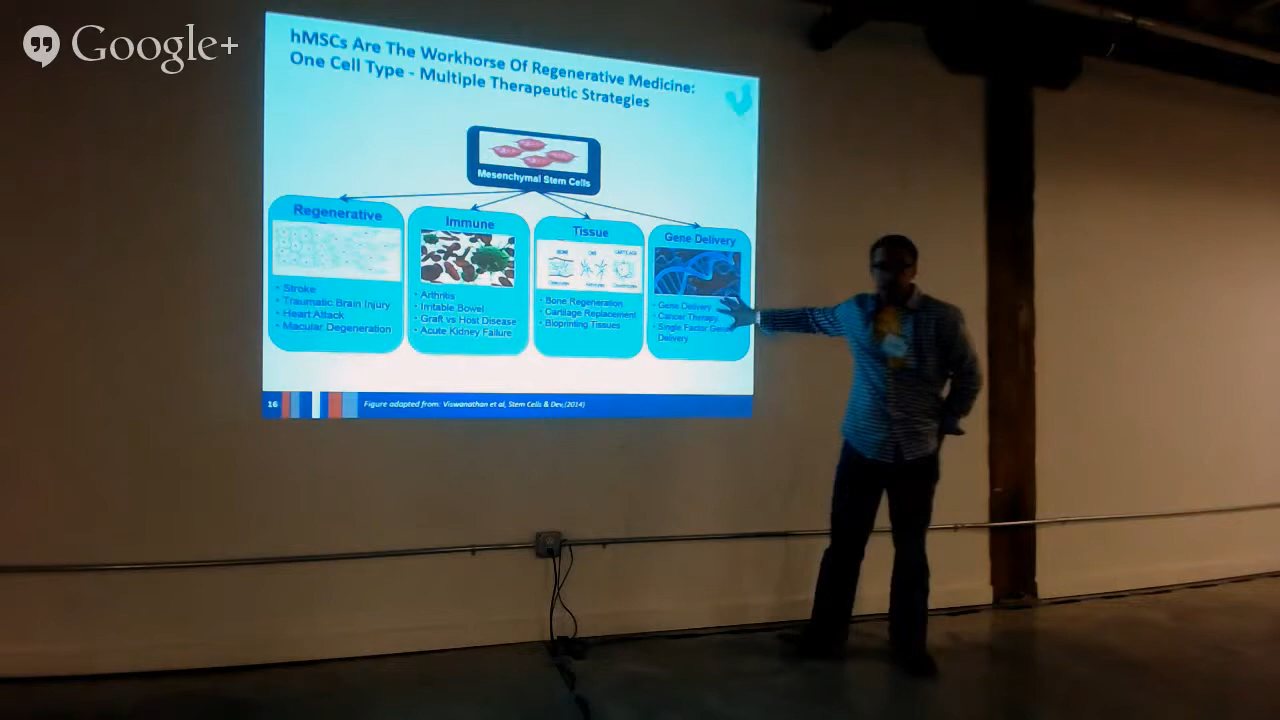 Google+
hMSCs Are The Workhorse Of Regenerative Medicine:
One Cell Type - Multiple Therapeutic Strategies
Mesenchymal Stem Cells
Regenerative
• Stroke
• Traumatic Brain Injury
• Heart Attack
• Macular Degeneration
Immune
• Arthritis
• Irritable Bowel
• Graft vs Host Disease
• Acute Kidney Failure
Tissue
BONE
CARTILAGE
• Bone Regeneration
• Cartilage Replacement
• Bioprinting Tissues
Gene Delivery
• Gene Delivery
• Cancer Therapy
• Single Factor Gene
Delivery
16
Figure adapted from: Viswanathan et al, Stem Cells & Dev,(2014)